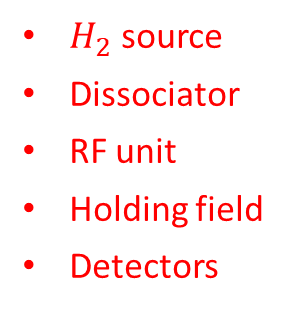 • H₂ source
• Dissociator
• RF unit
• Holding field
• Detectors